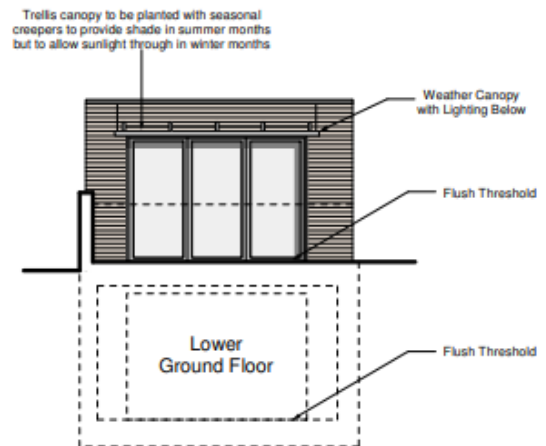 Trellis canopy to be planted with seasonal
creepers to provide shade in summer months
but to allow sunlight through in winter months
Weather Canopy
with Lighting Below
Flush Threshold
Lower
Ground Floor
Flush Threshold